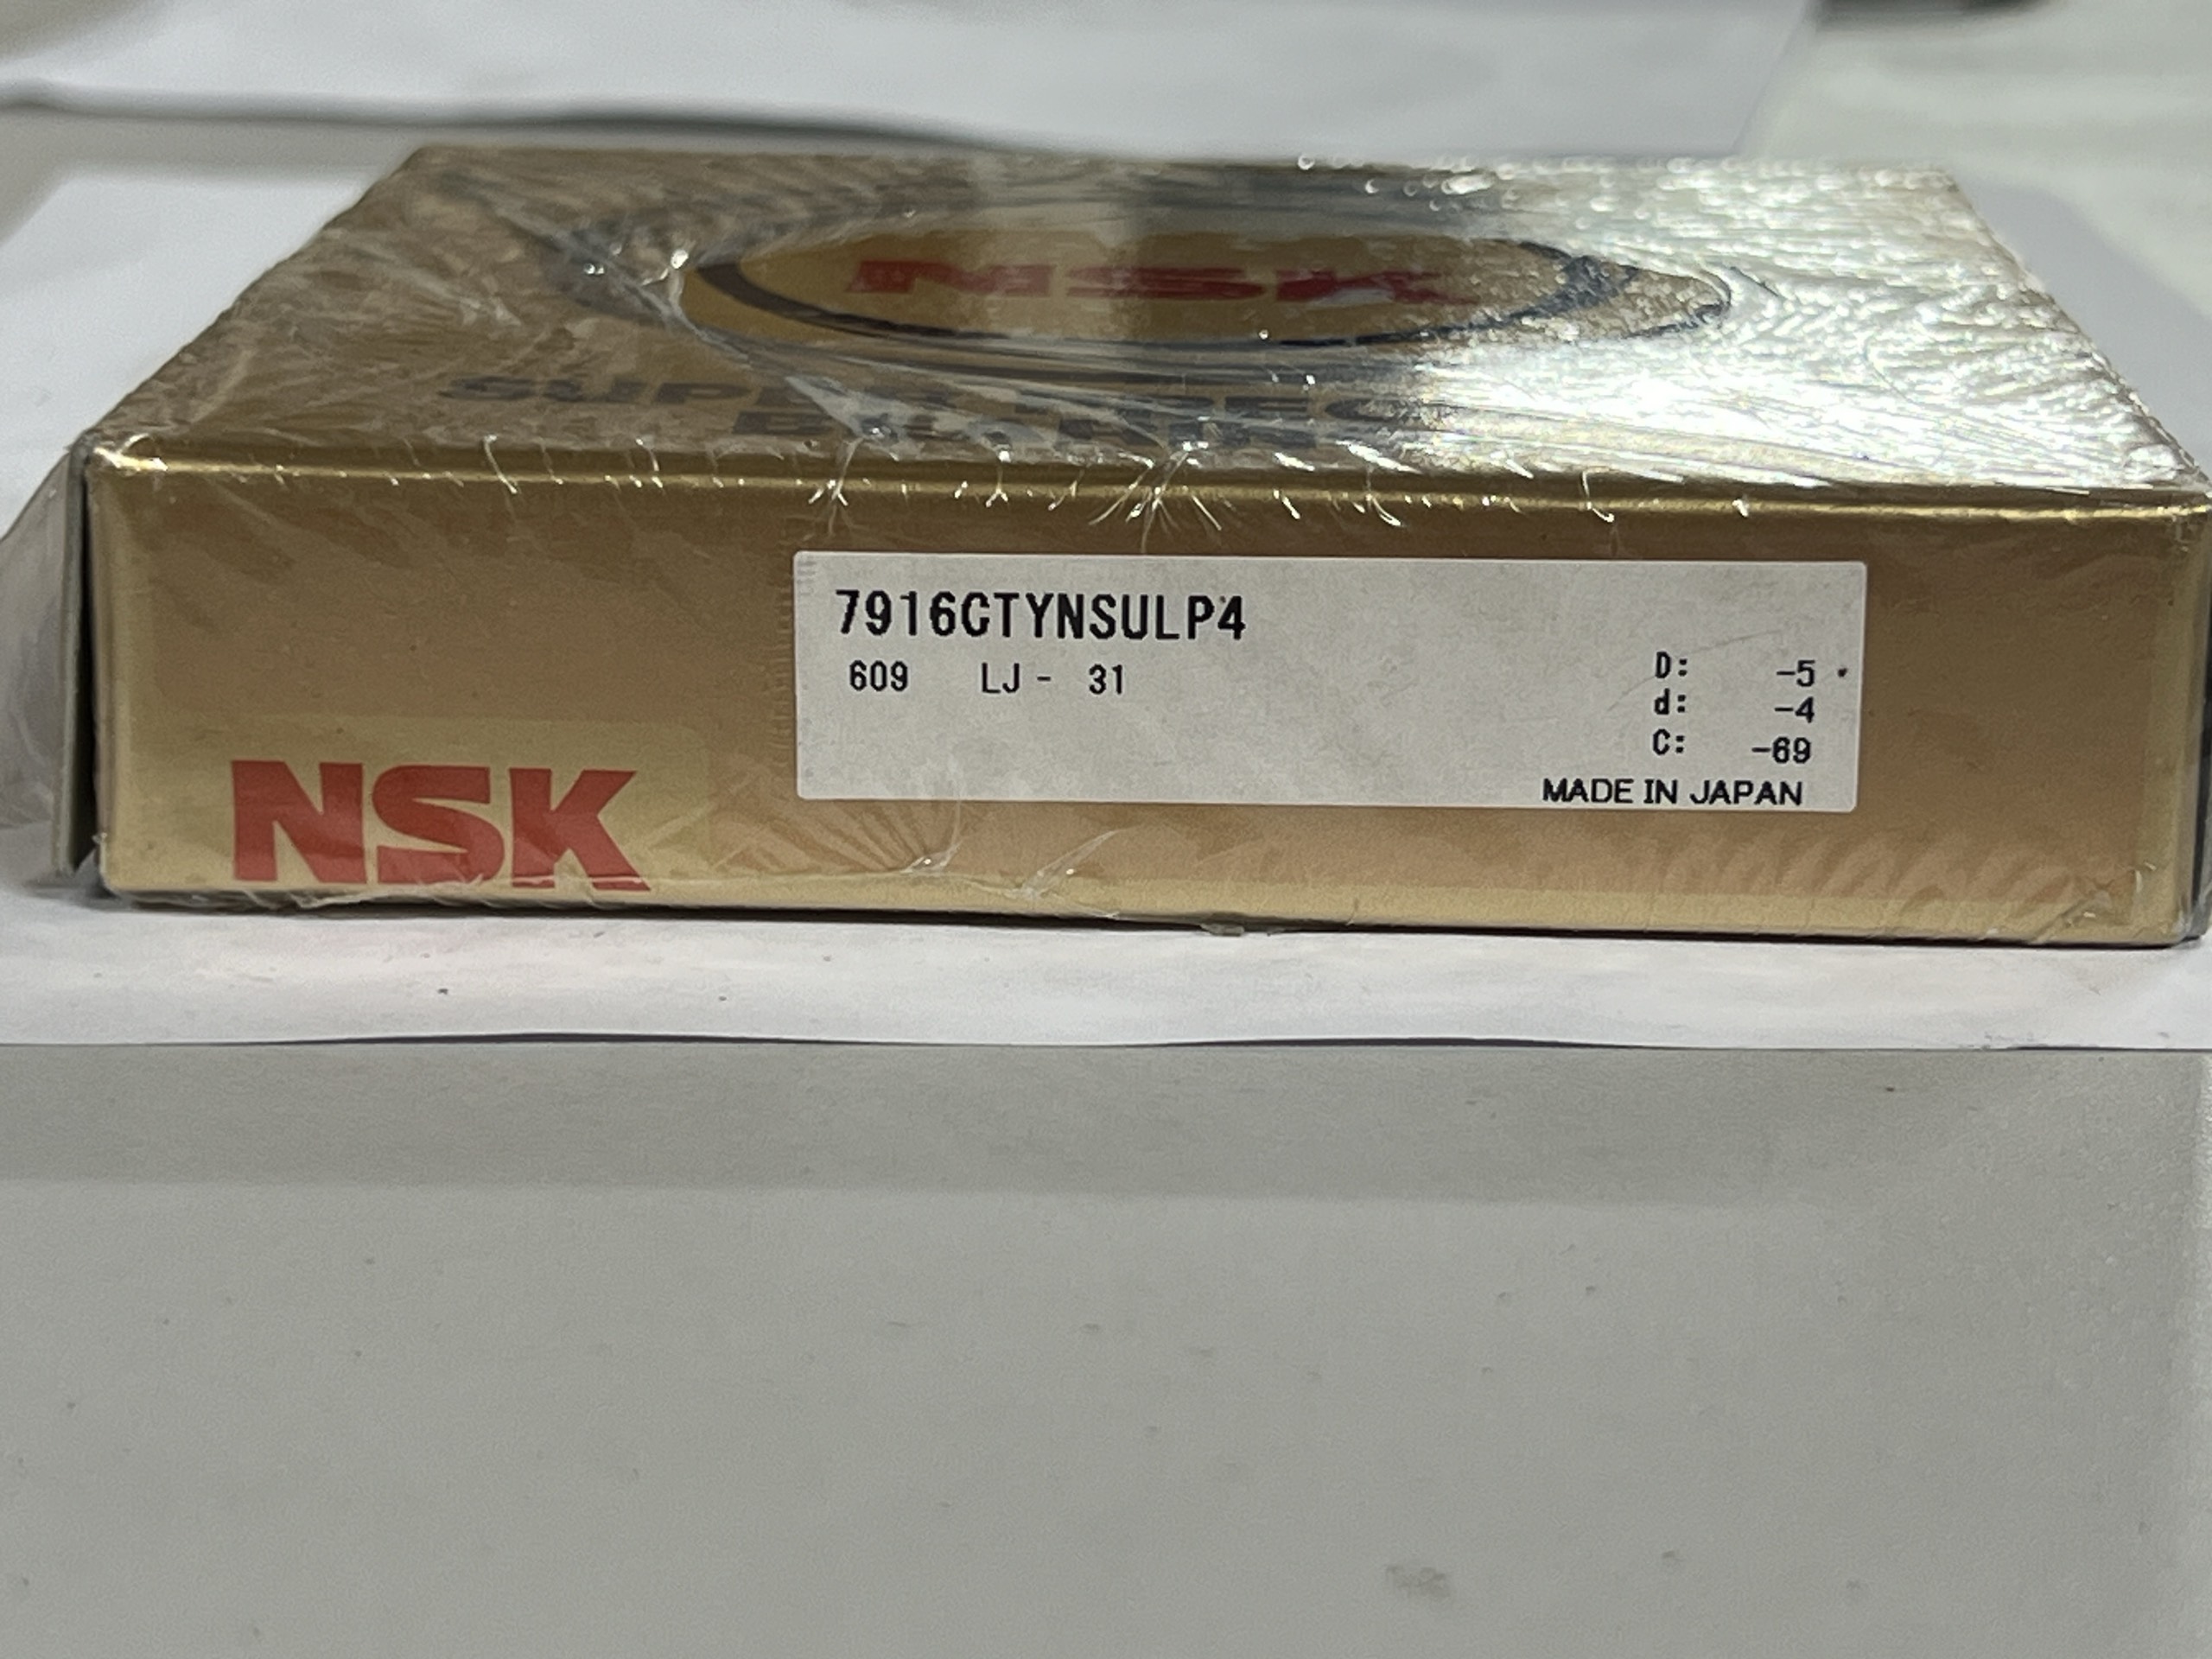 NSK
7916CTYNSULP4
609 LJ - 31
D: -5
d: -4
C: -69
MADE IN JAPAN
NSK